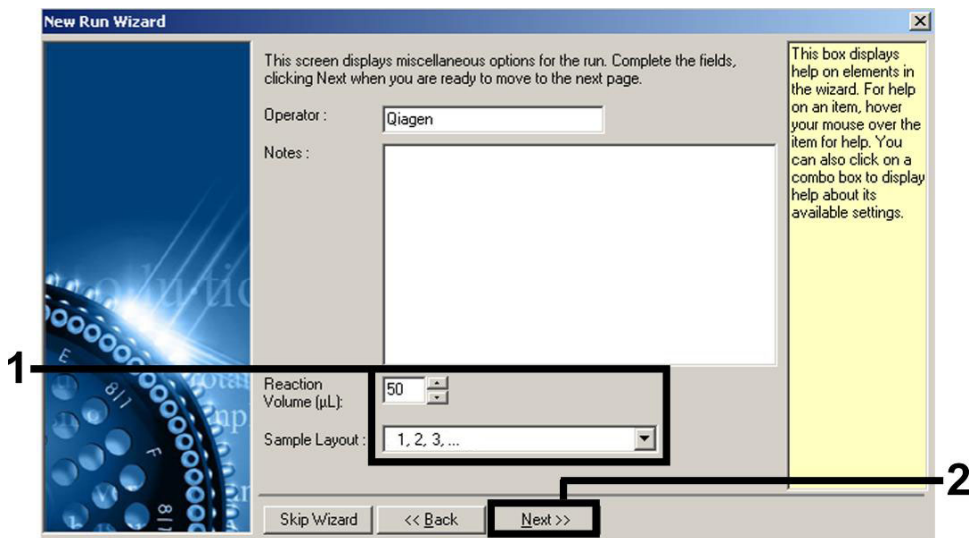 New Run Wizard
This screen displays miscellaneous options for the run. Complete the fields,
clicking Next when you are ready to move to the next page.
Operator :
Qiagen
Notes :
Reaction
Volume (µL):
50
Sample Layout :
1, 2, 3, ...
Skip Wizard
<< Back
Next >>
This box displays
help on elements in
the wizard. For help
on an item, hover
your mouse over the
item for help. You
can also click on a
combo box to display
help about its
available settings.
1
2
E
8|1
F
8|1